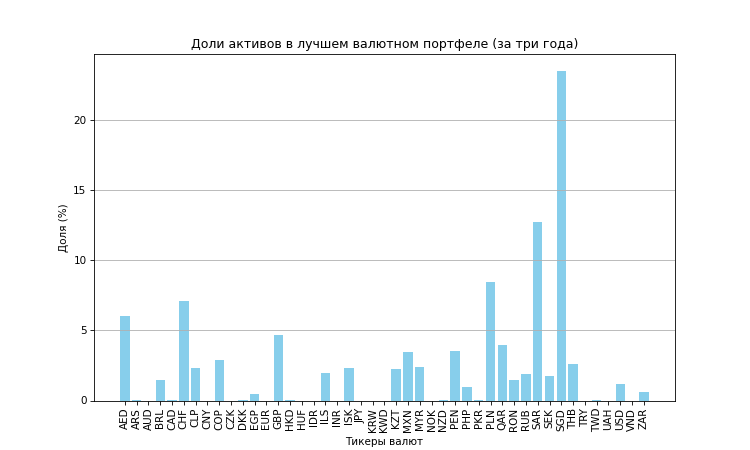 Доли активов в лучшем валютном портфеле (за три года)
Доля (%)
20
15
10
5
0
AED ARS AUD BRL CAD CHF CLP CNY COP CZK DKK EGP EUR GBP HKD HUF IDR ILS INR ISK JPY KRW KWD KZT MXN MYR NOK NZD PEN PHP PKR PLN QAR RON RUB SAR SEK SGD THB TRY TWD UAH USD VND ZAR
Тикеры валют